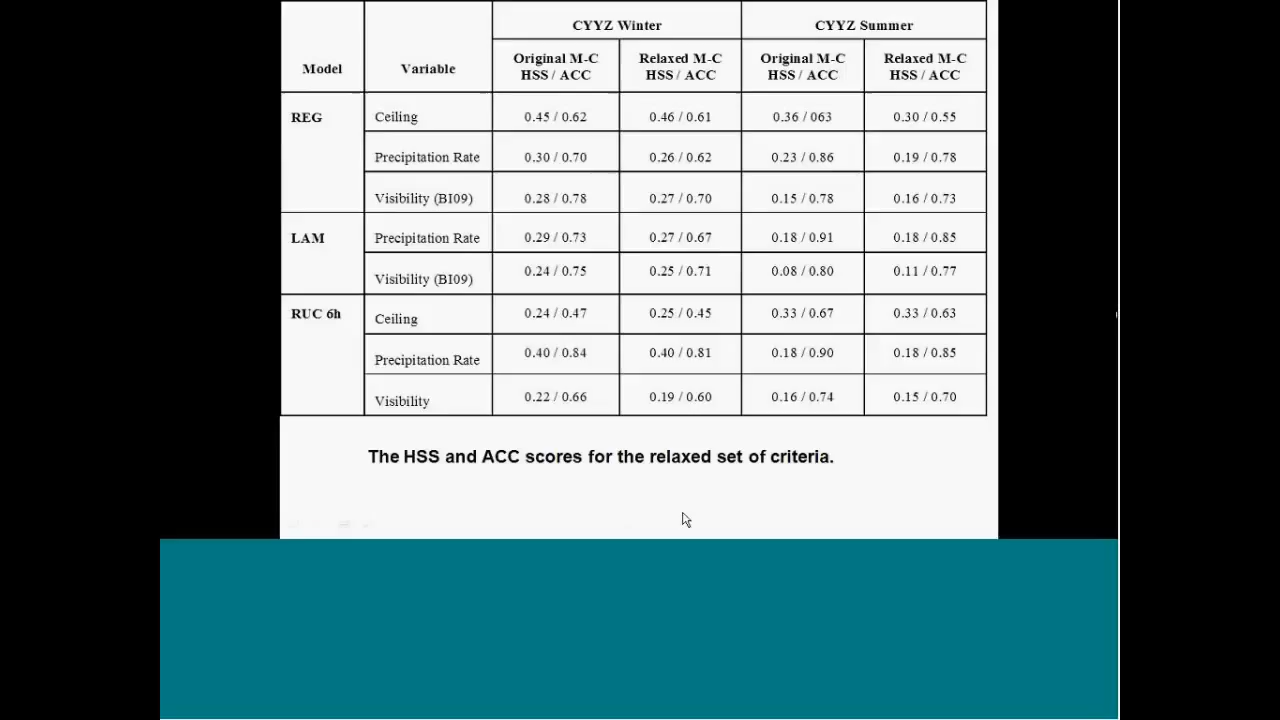 CYYZ Winter CYYZ Summer
Model Variable Original M-C HSS / ACC Relaxed M-C HSS / ACC Original M-C HSS / ACC Relaxed M-C HSS / ACC
REG Ceiling 0.45 / 0.62 0.46 / 0.61 0.36 / 063 0.30 / 0.55
Precipitation Rate 0.30 / 0.70 0.26 / 0.62 0.23 / 0.86 0.19 / 0.78
Visibility (BI09) 0.28 / 0.78 0.27 / 0.70 0.15 / 0.78 0.16 / 0.73
LAM Precipitation Rate 0.29 / 0.73 0.27 / 0.67 0.18 / 0.91 0.18 / 0.85
Visibility (BI09) 0.24 / 0.75 0.25 / 0.71 0.08 / 0.80 0.11 / 0.77
RUC 6h Ceiling 0.24 / 0.47 0.25 / 0.45 0.33 / 0.67 0.33 / 0.63
Precipitation Rate 0.40 / 0.84 0.40 / 0.81 0.18 / 0.90 0.18 / 0.85
Visibility 0.22 / 0.66 0.19 / 0.60 0.16 / 0.74 0.15 / 0.70
The HSS and ACC scores for the relaxed set of criteria.